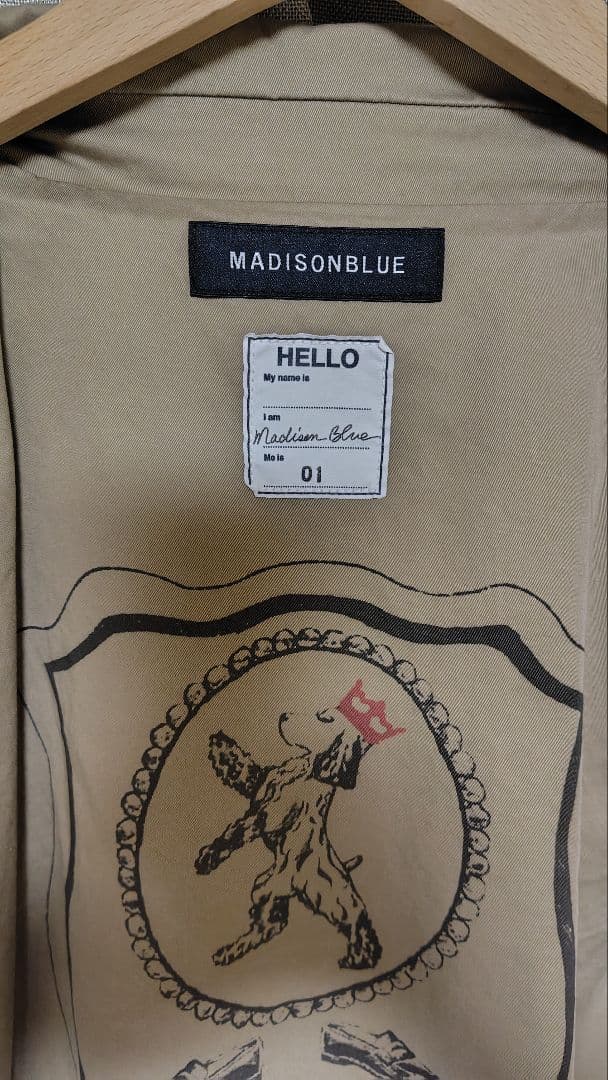 MADISONBLUE
HELLO
My name is
I am
Madison Blue
Mo is
01